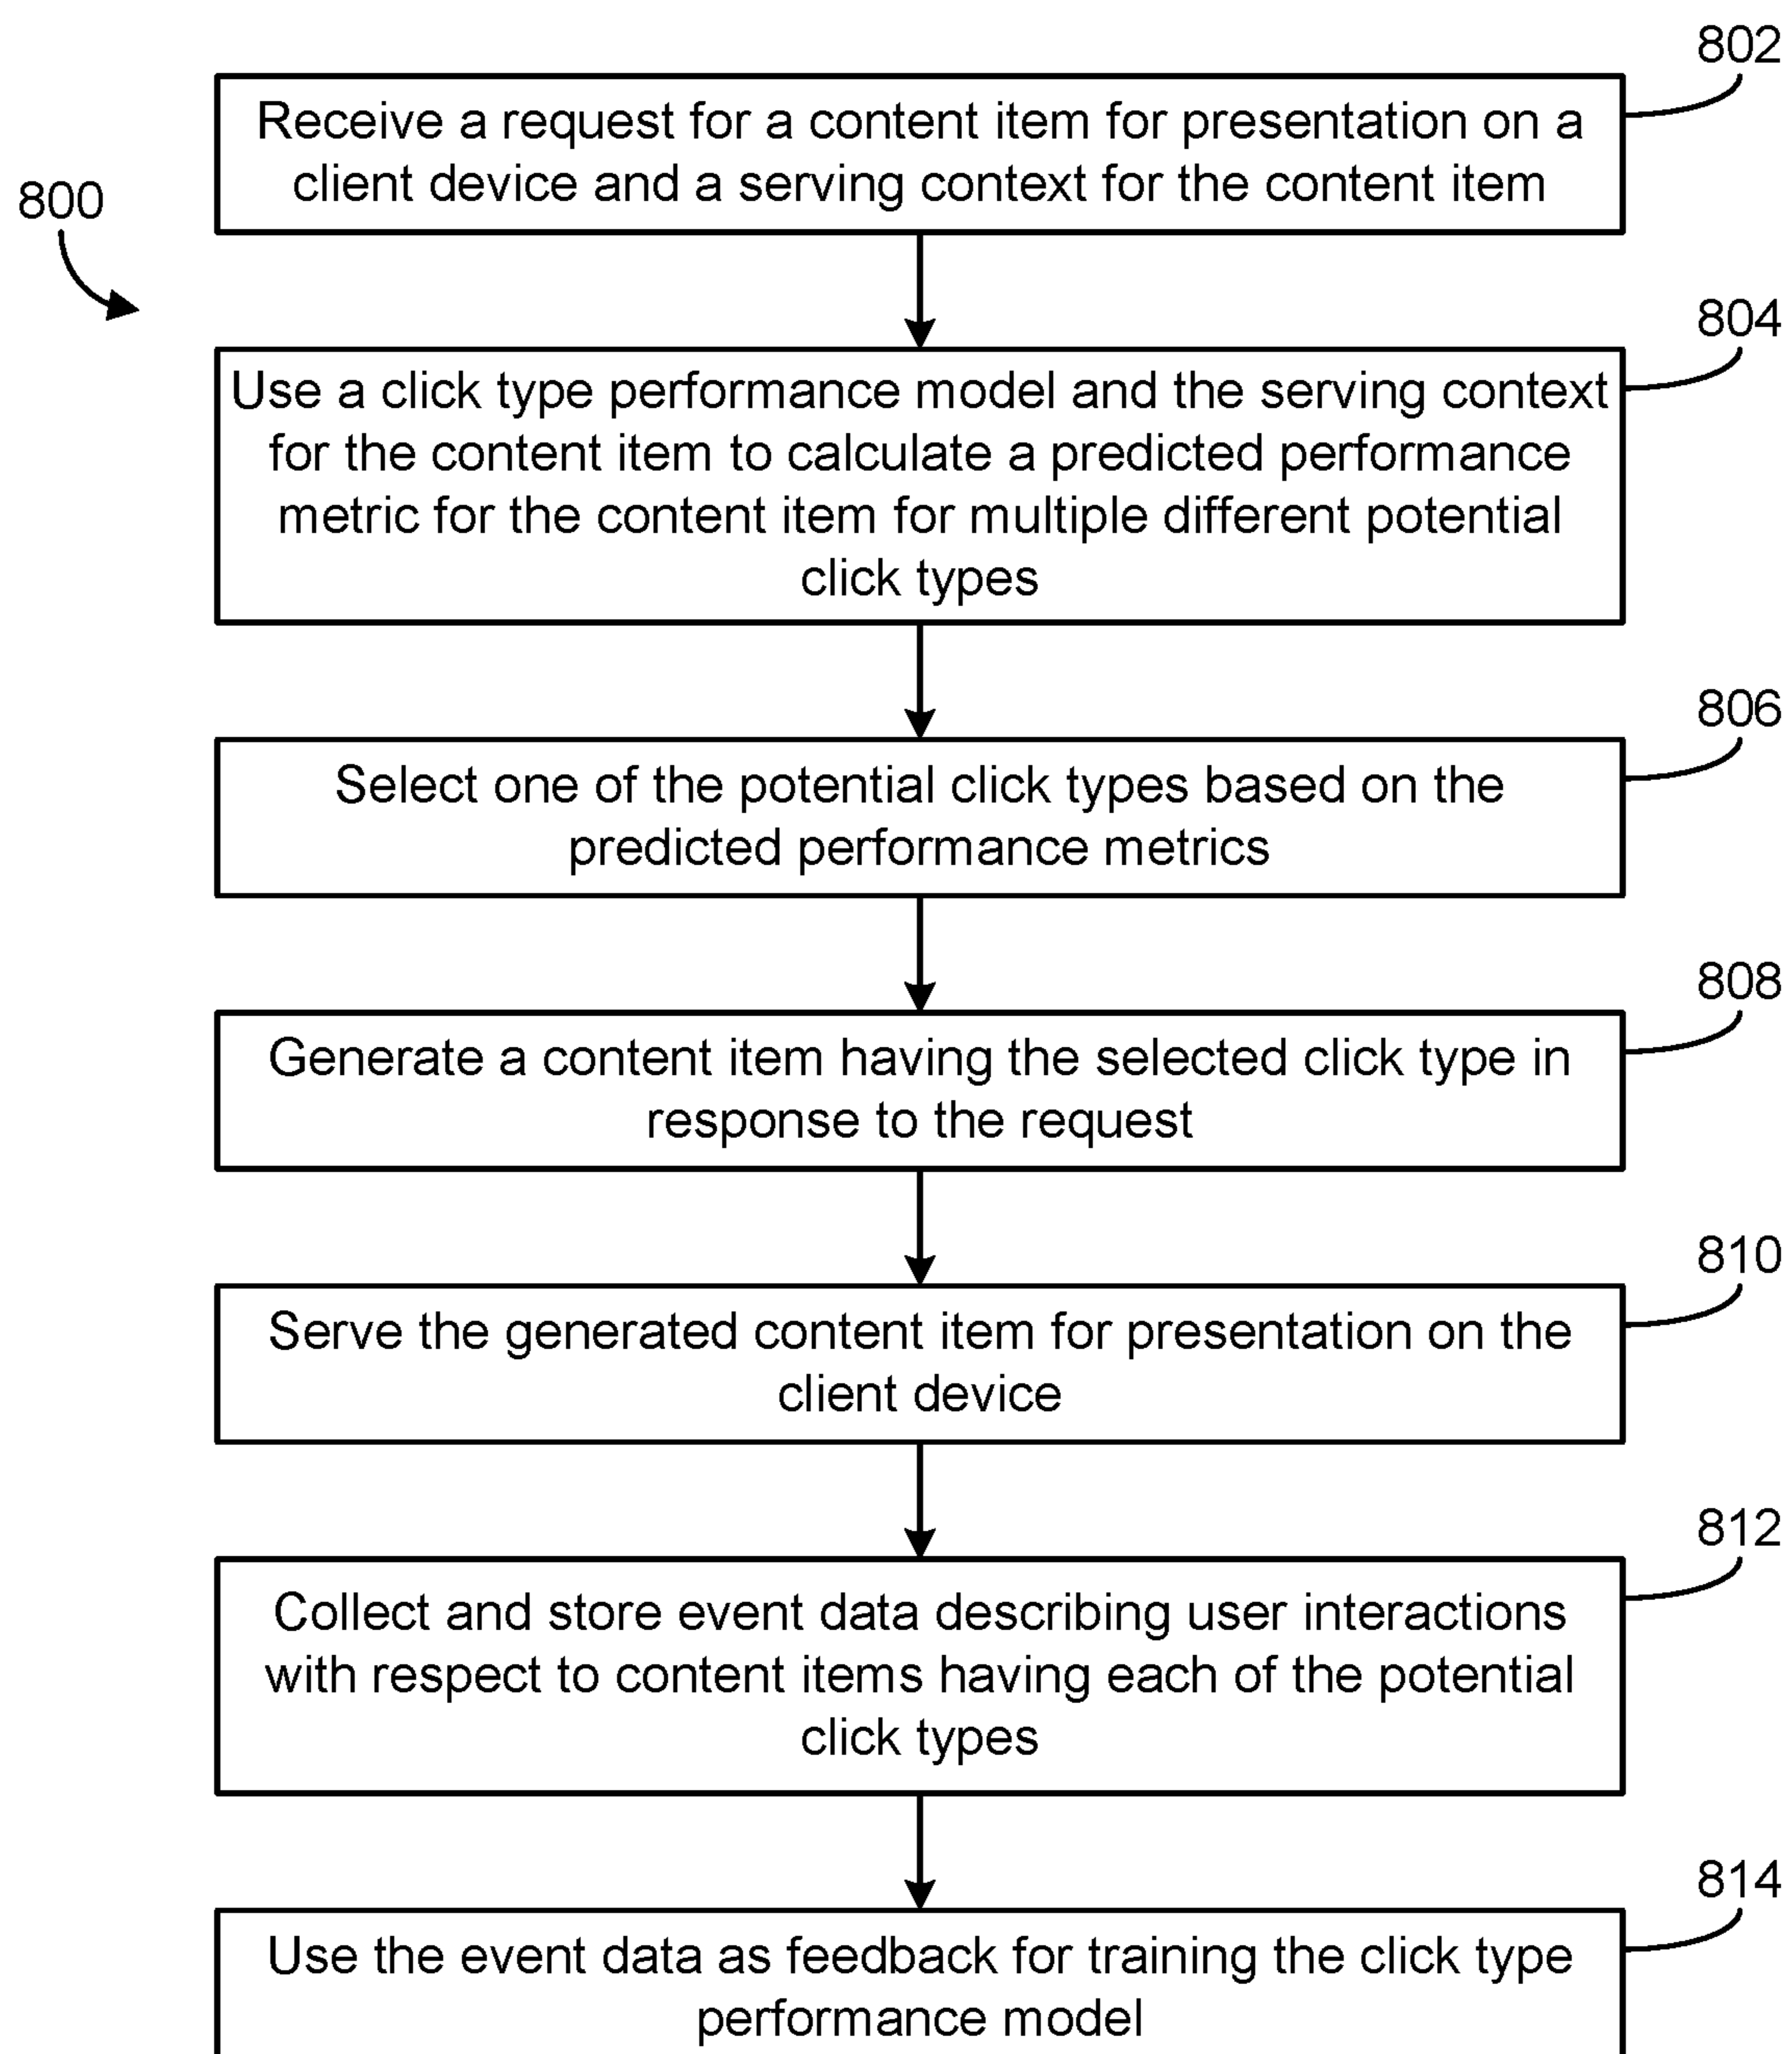 802
Receive a request for a content item for presentation on a
client device and a serving context for the content item
800
804
Use a click type performance model and the serving context
for the content item to calculate a predicted performance
metric for the content item for multiple different potential
click types
806
Select one of the potential click types based on the
predicted performance metrics
808
Generate a content item having the selected click type in
response to the request
810
Serve the generated content item for presentation on the
client device
812
Collect and store event data describing user interactions
with respect to content items having each of the potential
click types
814
Use the event data as feedback for training the click type
performance model